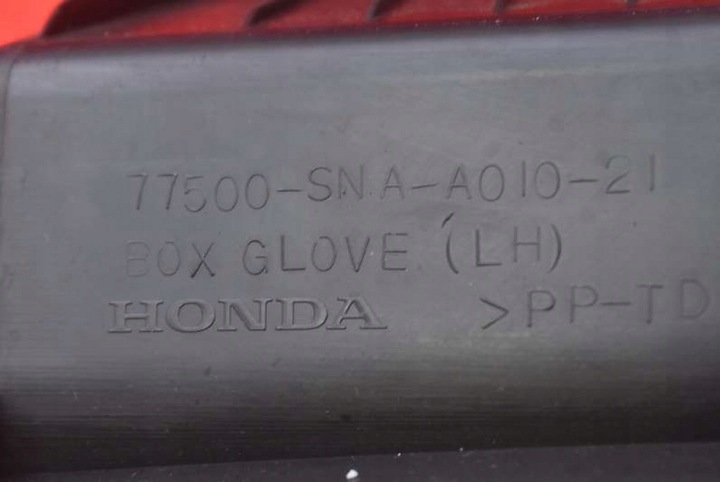 77500-SNA-A010-21
BOX GLOVE (LH)
HONDA >PP-TD